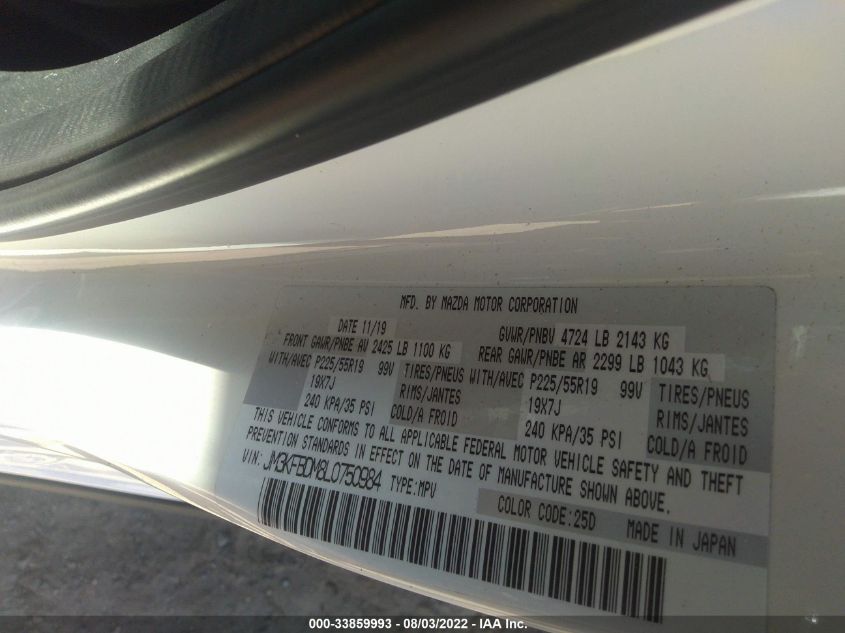 MFD. BY MAZDA MOTOR CORPORATION
DATE 11/19 GVWR/PNBV 4724 LB 2143 KG
FRONT GAWR/PNBE AV 2425 LB 1100 KG REAR GAWR/PNBE AR 2299 LB 1043 KG
WITH/AVEC P225/55R19 99V TIRES/PNEUS WITH/AVEC P225/55R19 99V TIRES/PNEUS
19X7J RIMS/JANTES 19X7J RIMS/JANTES
240 KPA/35 PSI COLD/A FROID 240 KPA/35 PSI COLD/A FROID
THIS VEHICLE CONFORMS TO ALL APPLICABLE FEDERAL MOTOR VEHICLE SAFETY AND THEFT
PREVENTION STANDARDS IN EFFECT ON THE DATE OF MANUFACTURE SHOWN ABOVE.
VIN: JM3KFBDM8L0750984 TYPE:MPV
COLOR CODE:25D MADE IN JAPAN
000-33859993 - 08/03/2022 - IAA Inc.